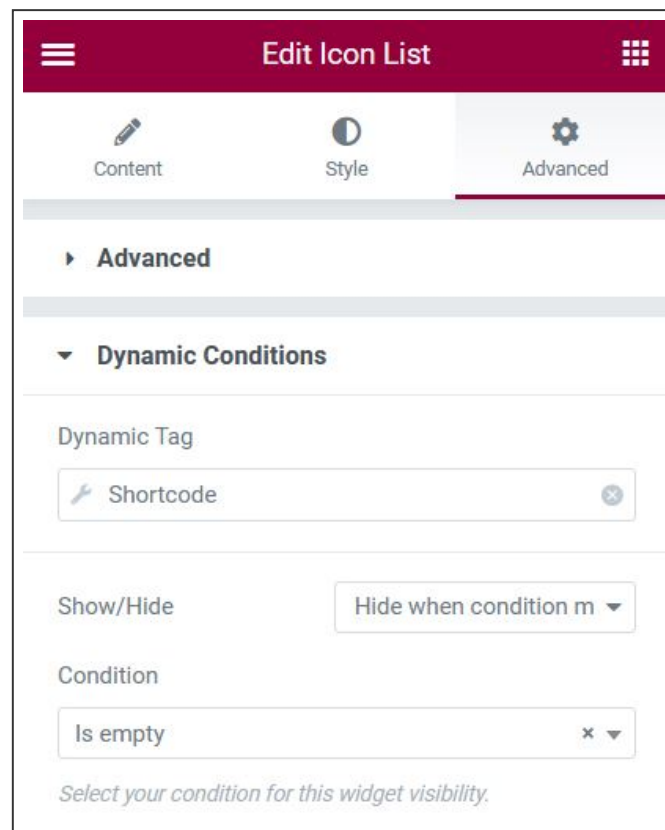 Edit Icon List
Content
Style
Advanced
Advanced
Dynamic Conditions
Dynamic Tag
Shortcode
Show/Hide
Hide when condition m
Condition
Is empty
Select your condition for this widget visibility.